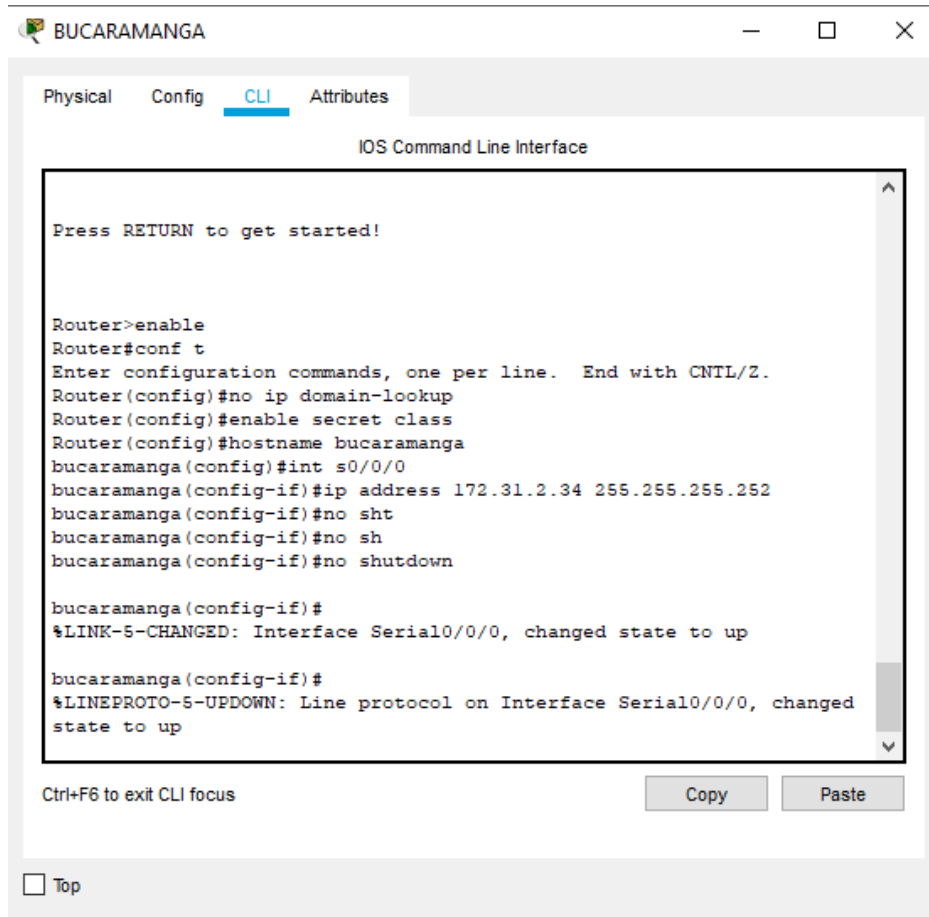 BUCARAMANGA
Physical Config CLI Attributes
IOS Command Line Interface
Press RETURN to get started!
Router>enable
Router#conf t
Enter configuration commands, one per line.  End with CNTL/Z.
Router(config)#no ip domain-lookup
Router(config)#enable secret class
Router(config)#hostname bucaramanga
bucaramanga(config)#int s0/0/0
bucaramanga(config-if)#ip address 172.31.2.34 255.255.255.252
bucaramanga(config-if)#no sht
bucaramanga(config-if)#no sh
bucaramanga(config-if)#no shutdown
bucaramanga(config-if)#
%LINK-5-CHANGED: Interface Serial0/0/0, changed state to up
bucaramanga(config-if)#
%LINEPROTO-5-UPDOWN: Line protocol on Interface Serial0/0/0, changed
state to up
Ctrl+F6 to exit CLI focus Copy Paste
Top